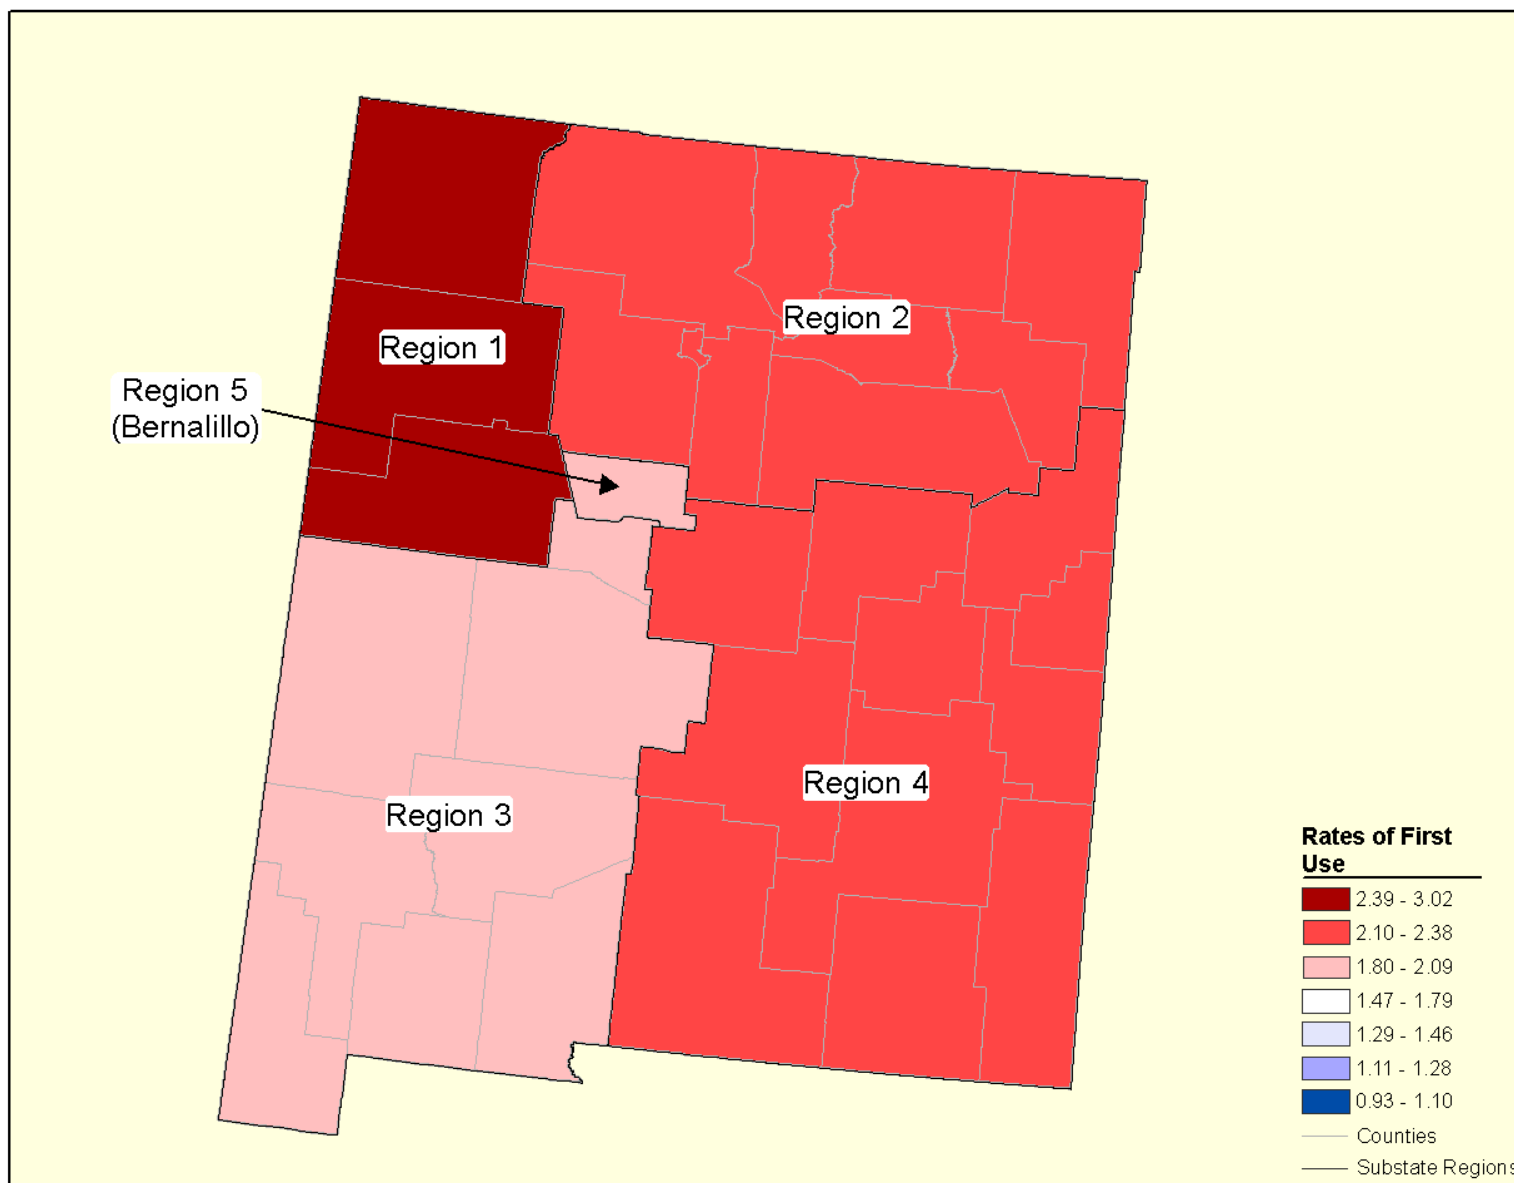 Region 2
Region 1
Region 5
(Bernalillo)
Region 4
Region 3
Rates of First
Use
2.39 - 3.02
2.10 - 2.38
1.80 - 2.09
1.47 - 1.79
1.29 - 1.46
1.11 - 1.28
0.93 - 1.10
Counties
Substate Regions